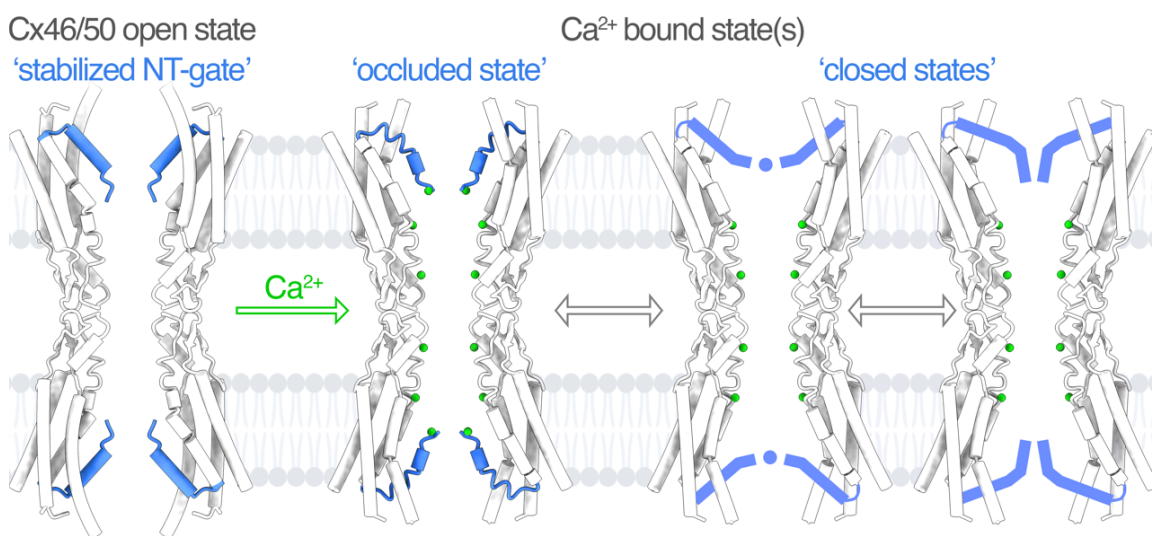 Cx46/50 open state
Ca²⁺ bound state(s)
'stabilized NT-gate'
'occluded state'
'closed states'
Ca²⁺